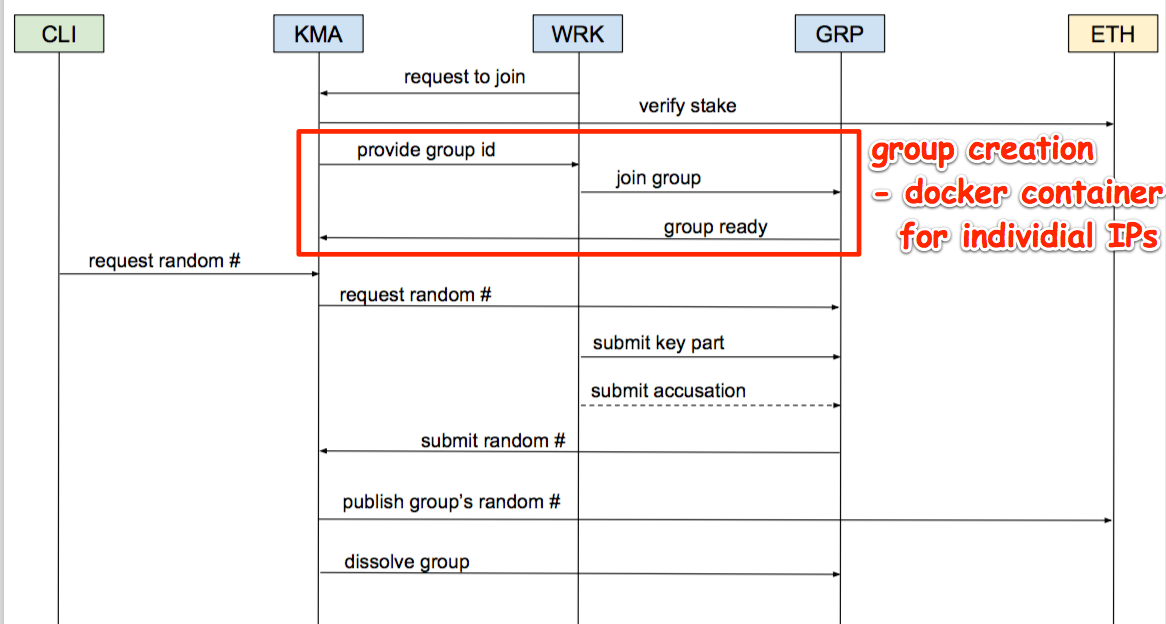 CLI KMA WRK GRP ETH
request to join
verify stake
provide group id
group creation
join group
- docker container
group ready
for individial IPs
request random #
request random #
submit key part
submit accusation
submit random #
publish group's random #
dissolve group